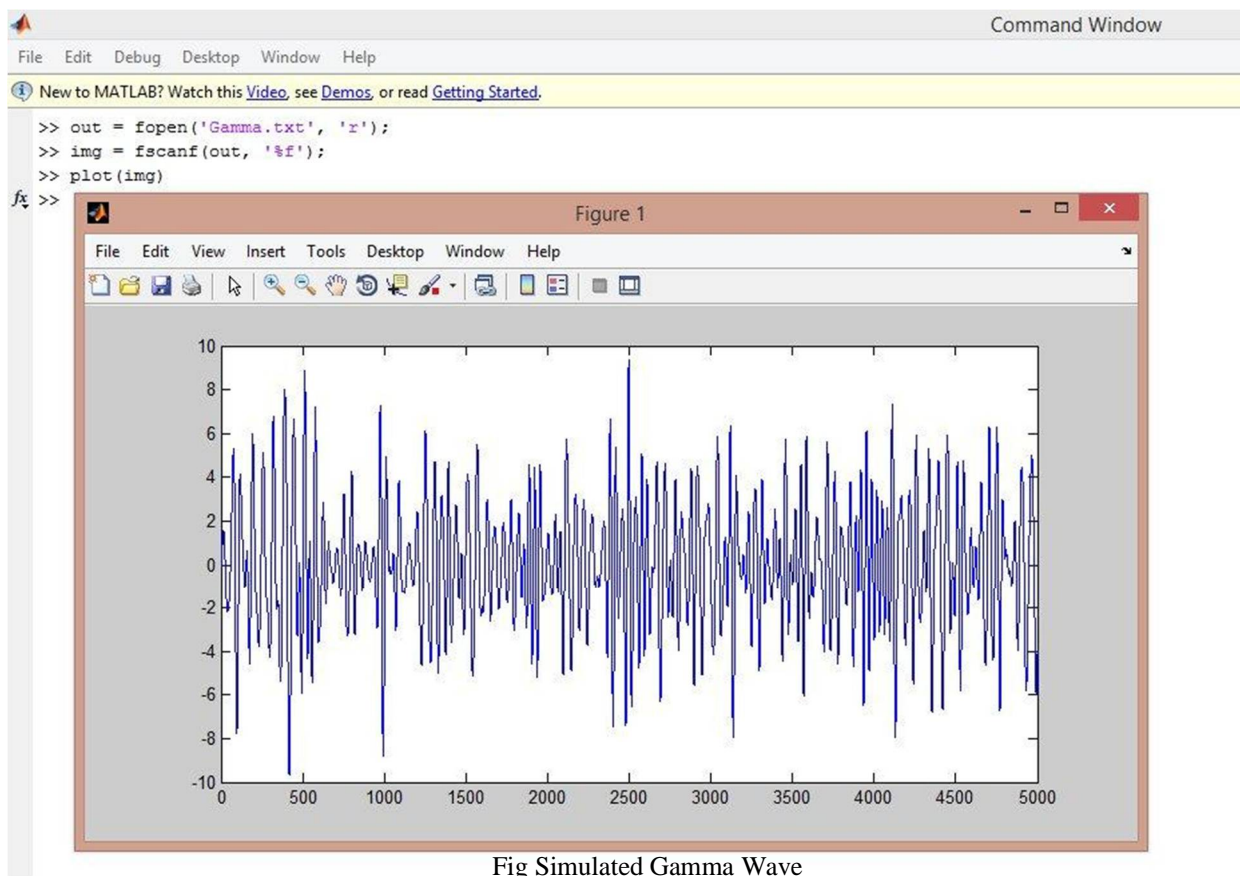 Command Window
File Edit Debug Desktop Window Help
New to MATLAB? Watch this Video, see Demos, or read Getting Started.
>> out = fopen('Gamma.txt', 'r');
>> img = fscanf(out, '%f');
>> plot(img)
fx >>
Figure 1
File Edit View Insert Tools Desktop Window Help
10
8
6
4
2
0
-2
-4
-6
-8
-10
0 500 1000 1500 2000 2500 3000 3500 4000 4500 5000
Fig Simulated Gamma Wave